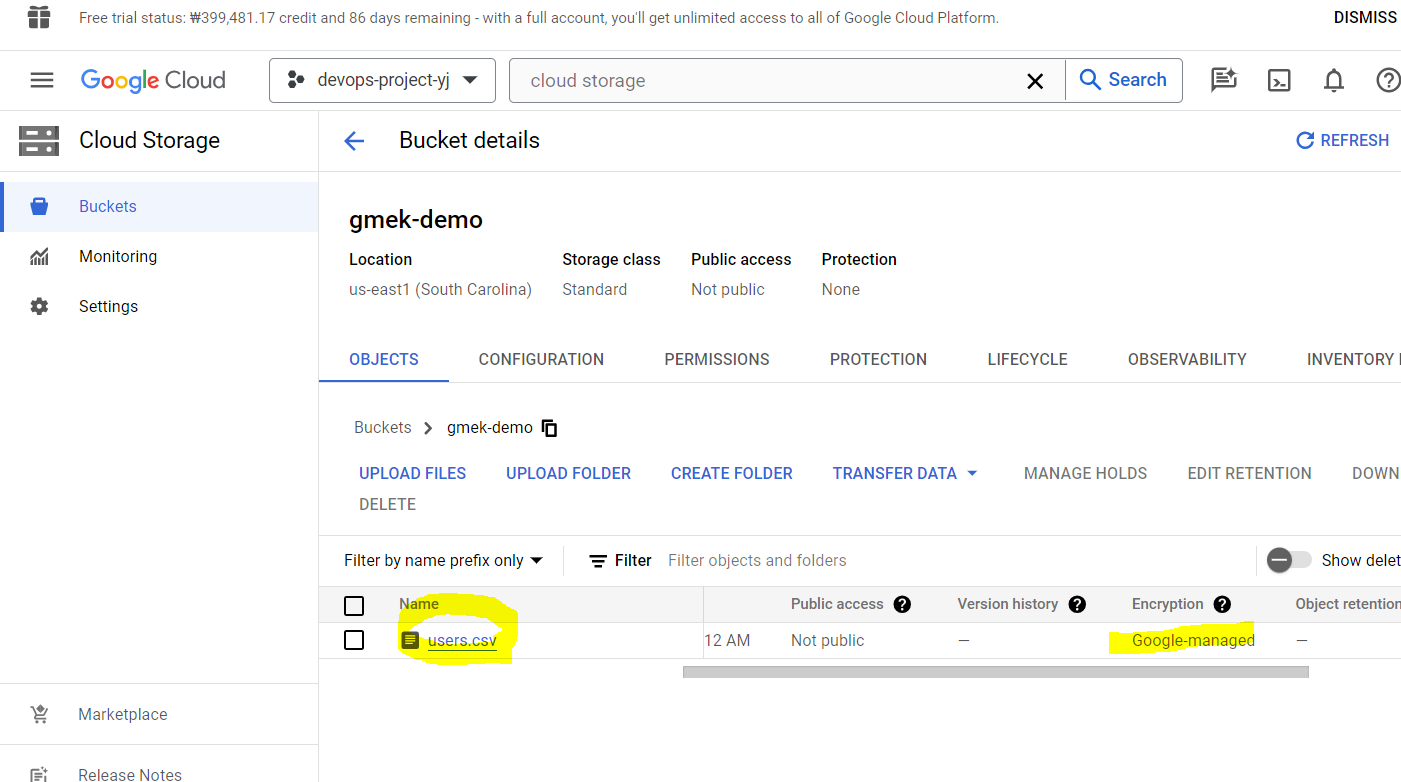 Free trial status: ₩399,481.17 credit and 86 days remaining - with a full account, you'll get unlimited access to all of Google Cloud Platform.
DISMISS
Google Cloud
devops-project-yj
cloud storage
Search
Cloud Storage
Bucket details
REFRESH
Buckets
Monitoring
Settings
gmek-demo
Location Storage class Public access Protection
us-east1 (South Carolina) Standard Not public None
OBJECTS CONFIGURATION PERMISSIONS PROTECTION LIFECYCLE OBSERVABILITY INVENTORY
Buckets > gmek-demo
UPLOAD FILES UPLOAD FOLDER CREATE FOLDER TRANSFER DATA MANAGE HOLDS EDIT RETENTION DOWN
DELETE
Filter by name prefix only Filter Filter objects and folders Show delet
Name Public access Version history Encryption Object retention
users.csv 12 AM Not public — Google-managed —
Marketplace
Release Notes